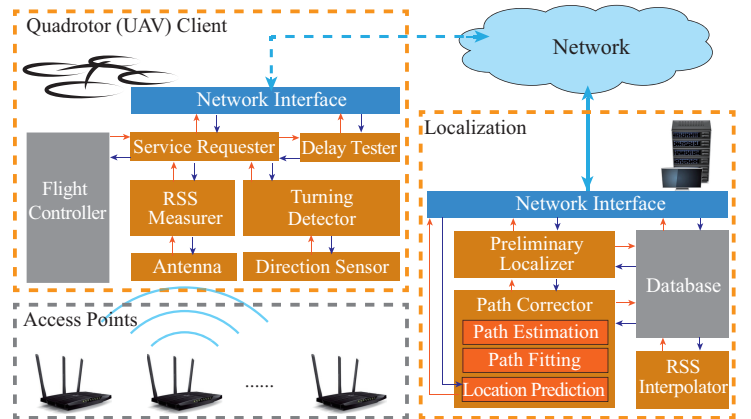 Quadrotor (UAV) Client
Network Interface
Service Requester
Delay Tester
Flight
Controller
RSS
Measurer
Turning
Detector
Antenna
Direction Sensor
Access Points
......
Network
Localization
Network Interface
Preliminary
Localizer
Database
Path Corrector
Path Estimation
Path Fitting
Location Prediction
RSS
Interpolator